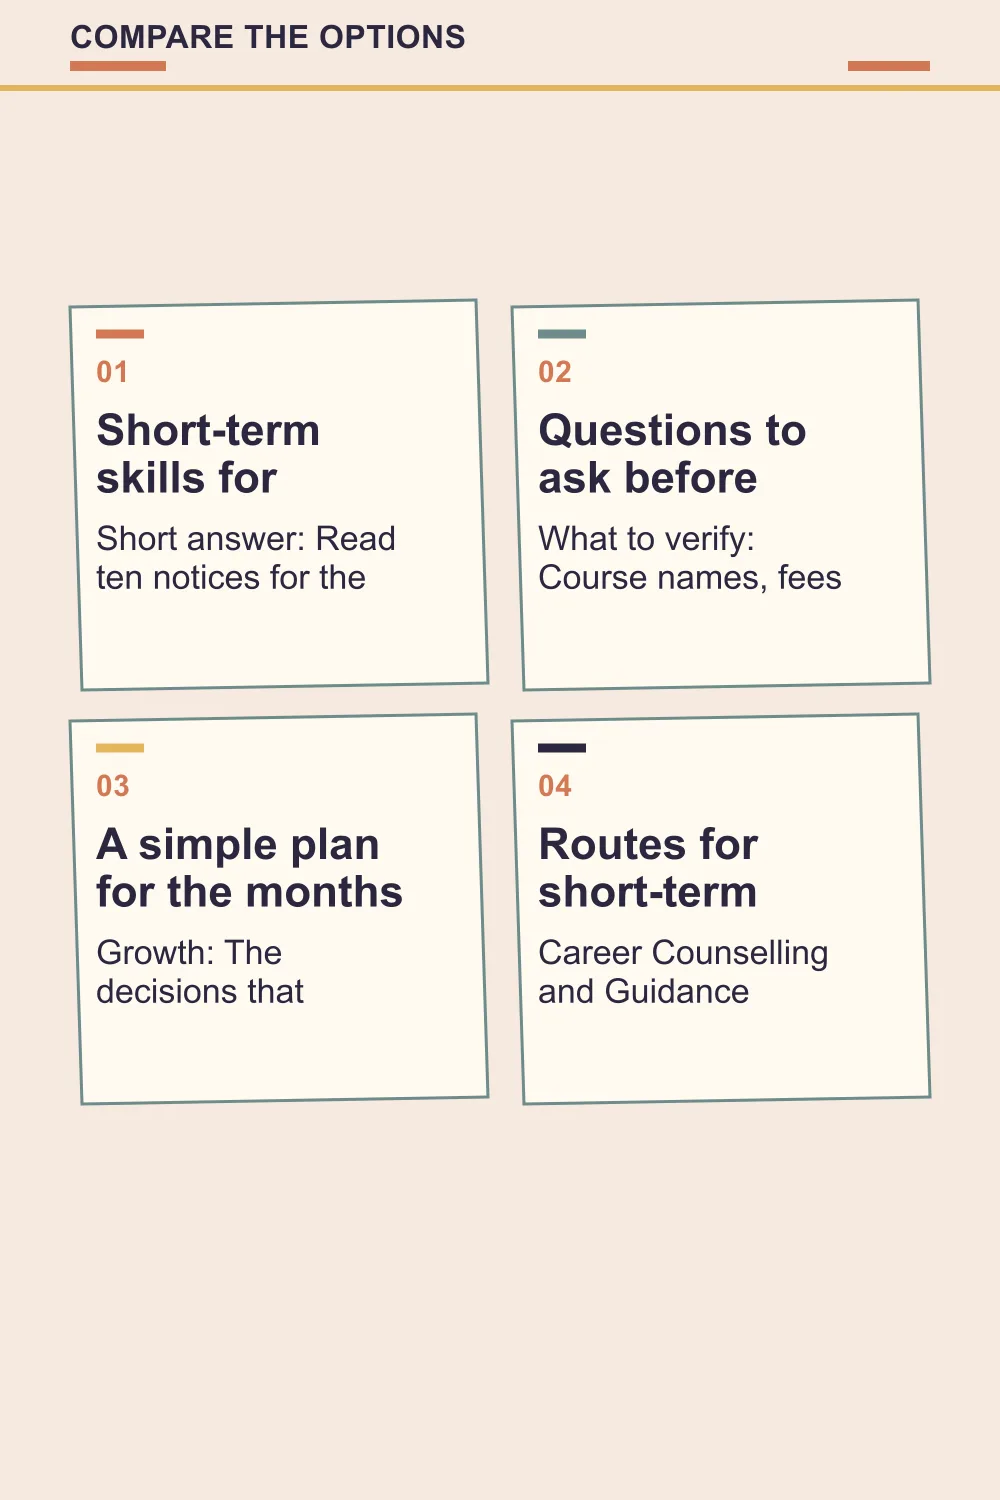 COMPARE THE OPTIONS
01
Short-term
skills for
Short answer: Read
ten notices for the
02
Questions to
ask before
What to verify:
Course names, fees
03
A simple plan
for the months
Growth: The
decisions that
04
Routes for
short-term
Career Counselling
and Guidance